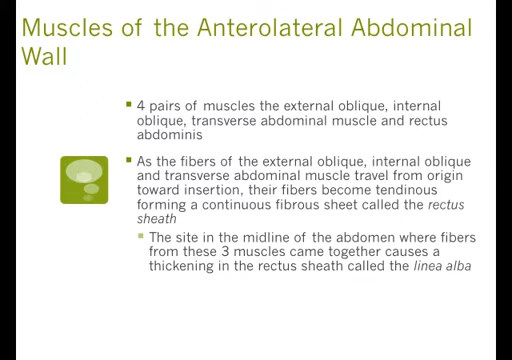 Muscles of the Anterolateral Abdominal
Wall
4 pairs of muscles the external oblique, internal
oblique, transverse abdominal muscle and rectus
abdominis
As the fibers of the external oblique, internal oblique
and transverse abdominal muscle travel from origin
toward insertion, their fibers become tendinous
forming a continuous fibrous sheet called the rectus
sheath
The site in the midline of the abdomen where fibers
from these 3 muscles came together causes a
thickening in the rectus sheath called the linea alba